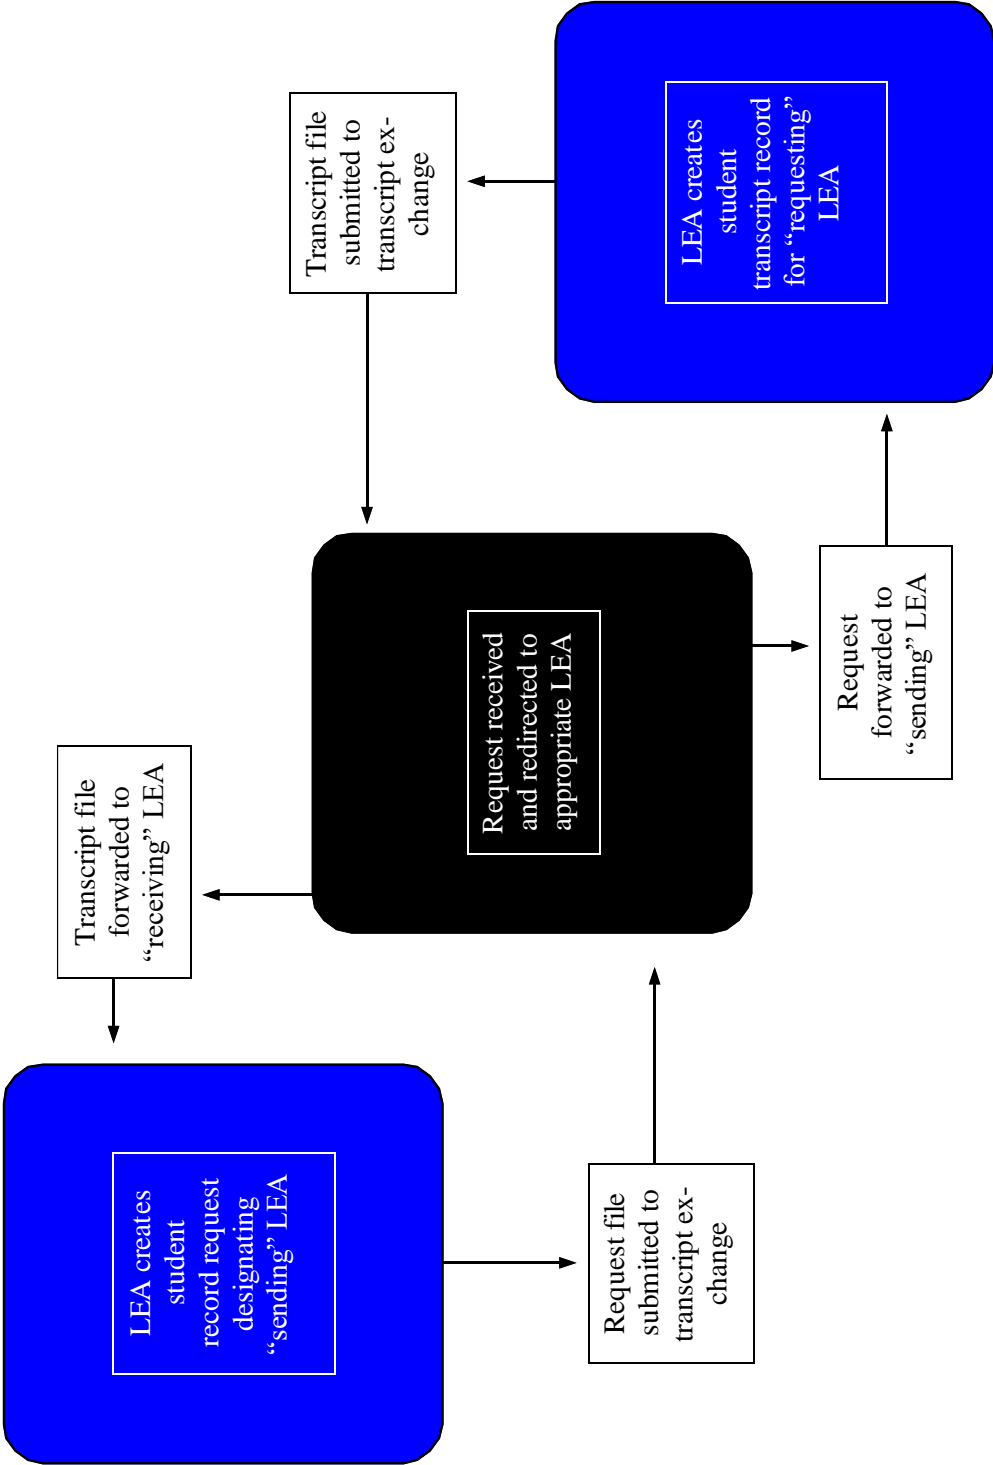 LEA creates
student
record request
designating
“sending” LEA
Request file
submitted to
transcript ex-
change
Request received
and redirected to
appropriate LEA
Request
forwarded to
“sending” LEA
LEA creates
student
transcript record
for “requesting”
LEA
Transcript file
submitted to
transcript ex-
change
Transcript file
forwarded to
“receiving” LEA